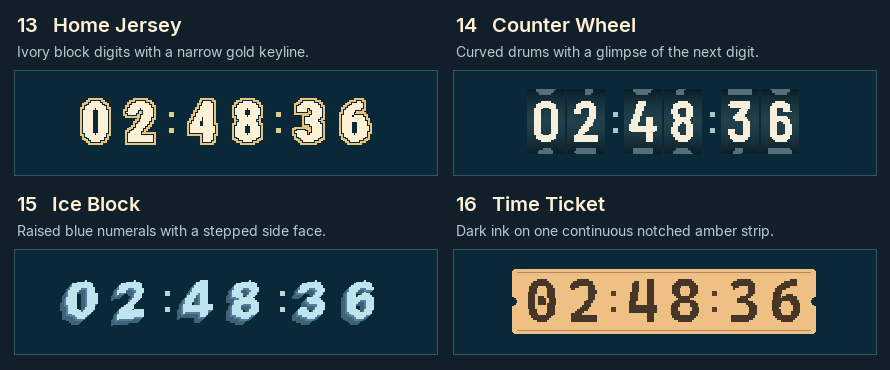 13 Home Jersey
Ivory block digits with a narrow gold keyline.
02:48:36
14 Counter Wheel
Curved drums with a glimpse of the next digit.
02:48:36
15 Ice Block
Raised blue numerals with a stepped side face.
02:48:36
16 Time Ticket
Dark ink on one continuous notched amber strip.
02:48:36